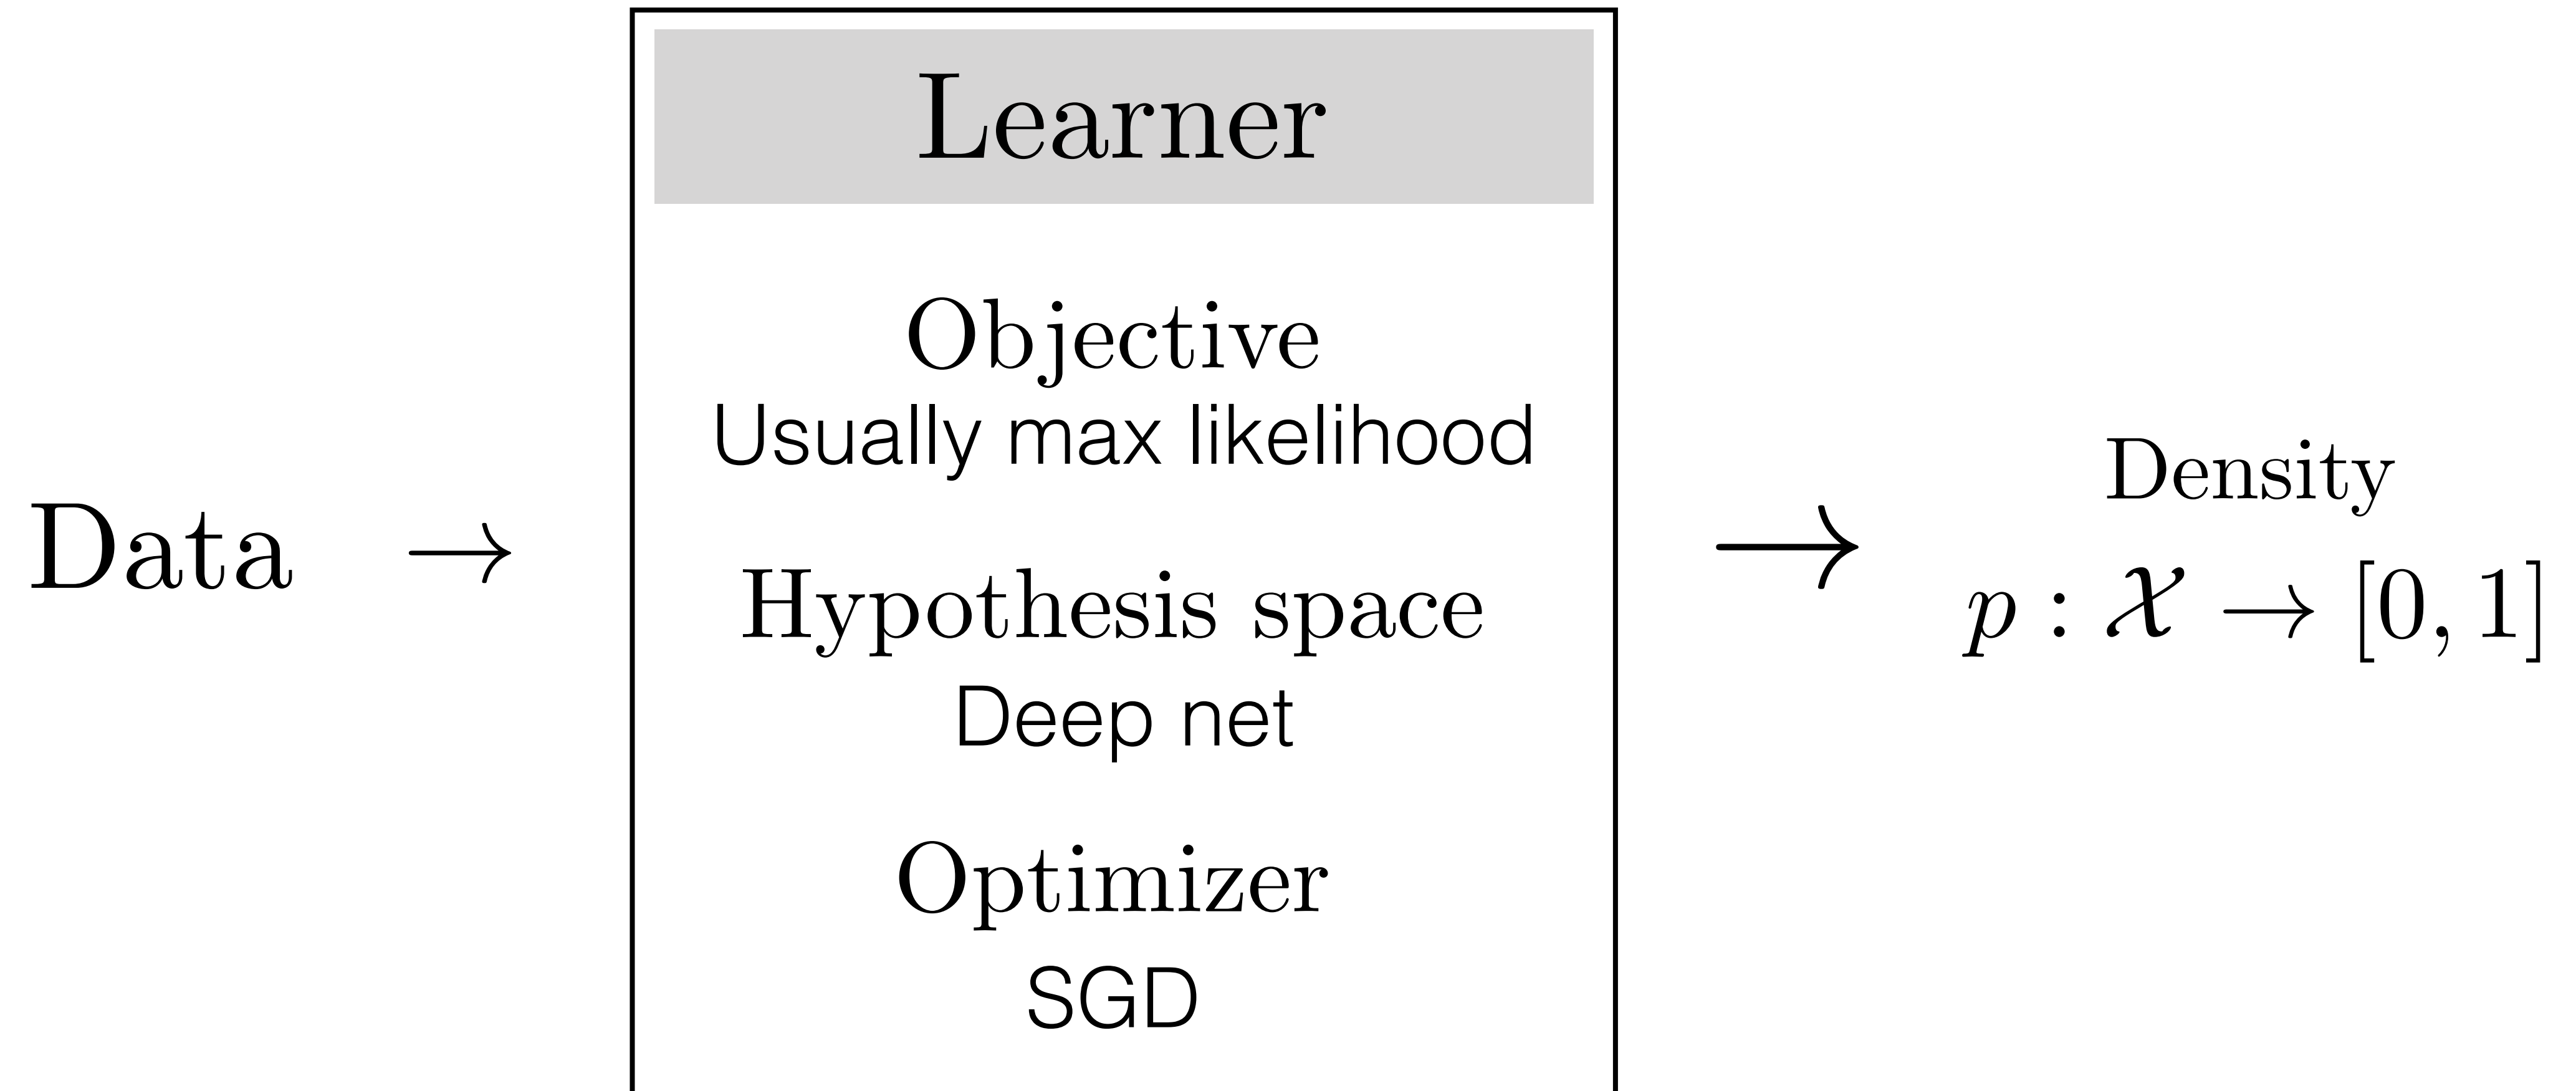 Learner
Objective
Usually max likelihood
Data →
Hypothesis space
Deep net
Optimizer
SGD
→
Density
p : 𝒳 → [0, 1]